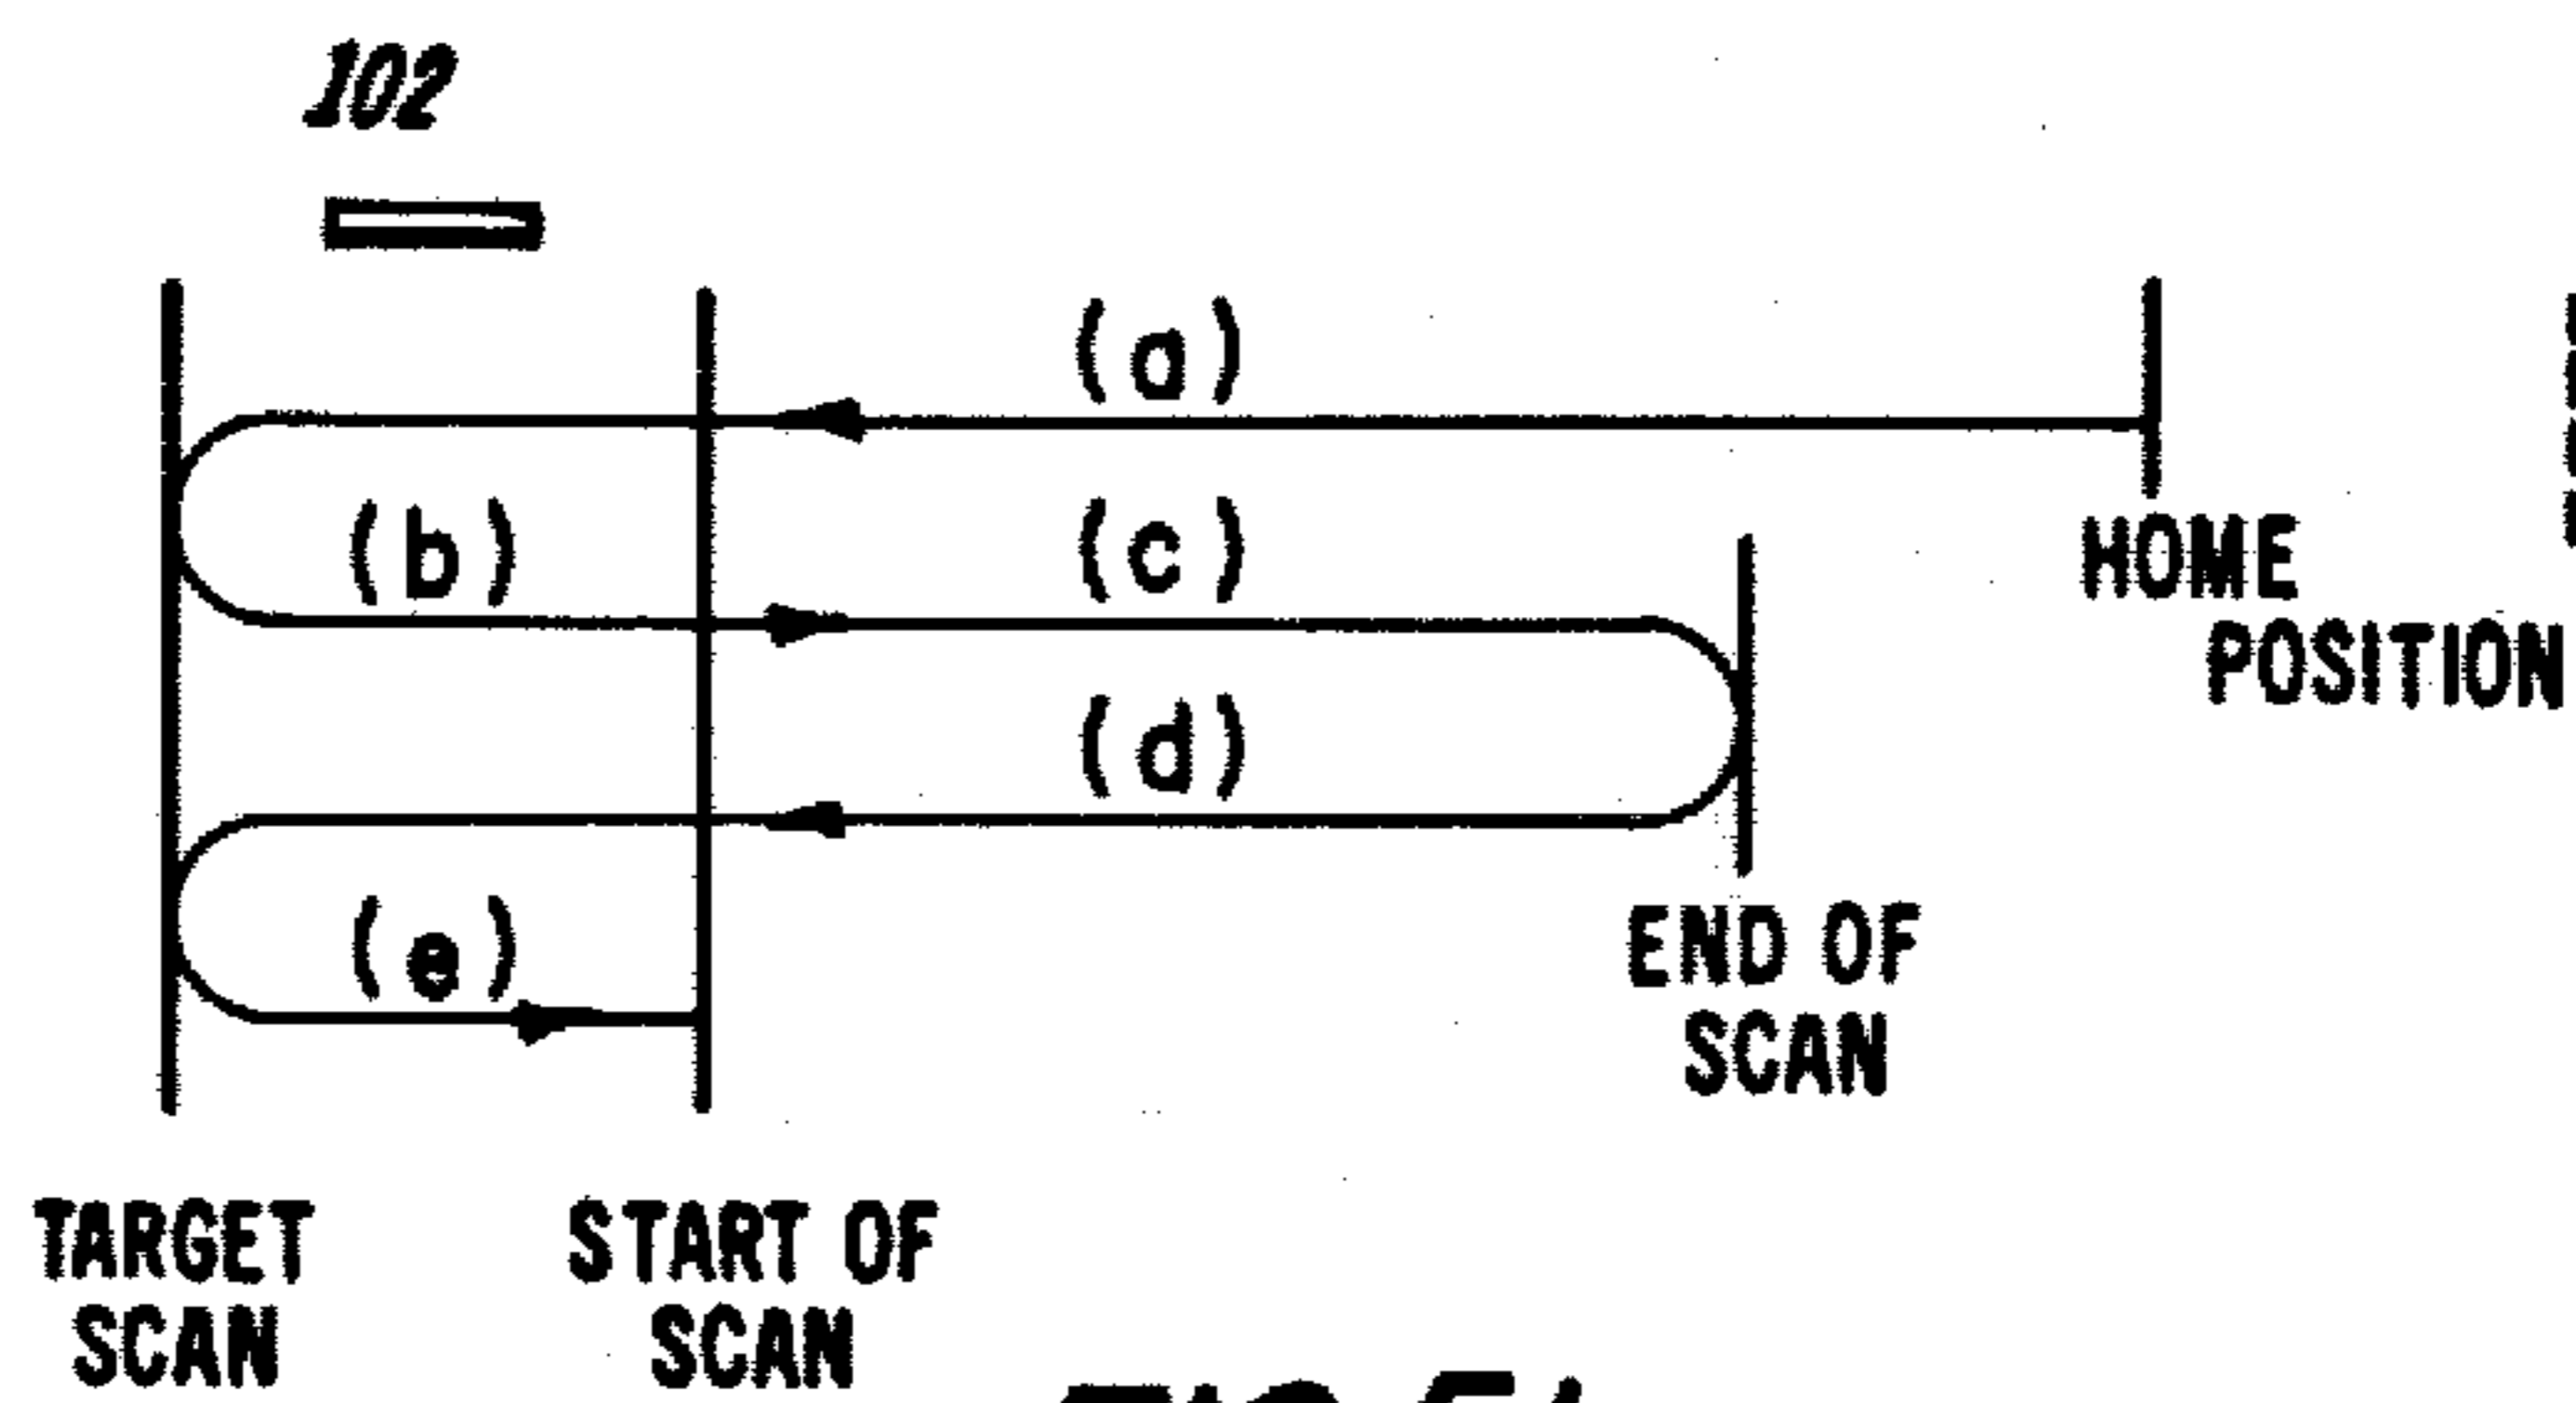 102
(a)
(b)
(c)
HOME
POSITION
(d)
END OF
SCAN
(e)
TARGET
SCAN
START OF
SCAN